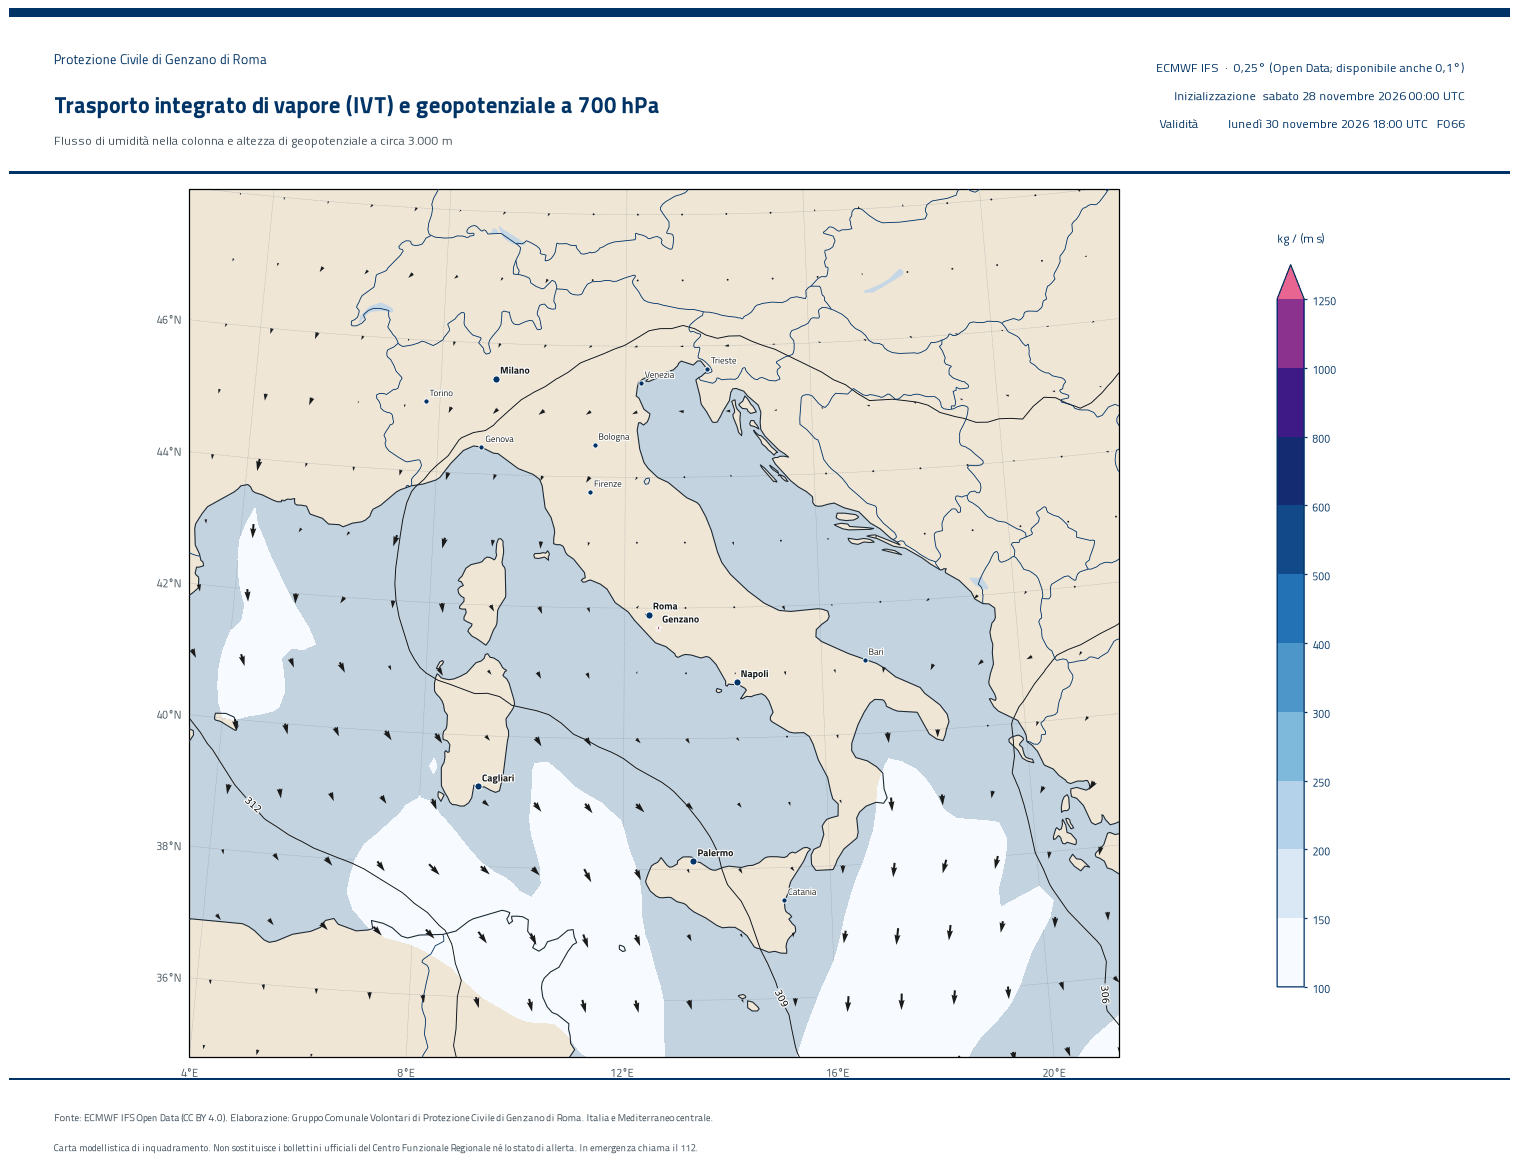 Protezione Civile di Genzano di Roma
Trasporto integrato di vapore (IVT) e geopotenziale a 700 hPa
Flusso di umidità nella colonna e altezza di geopotenziale a circa 3.000 m
ECMWF IFS · 0,25° (Open Data; disponibile anche 0,1°)
Inizializzazione sabato 28 novembre 2026 00:00 UTC
Validità lunedì 30 novembre 2026 18:00 UTC F066
kg / (m s)
1250
1000
800
600
500
400
300
250
200
150
100
46°N
44°N
42°N
40°N
38°N
36°N
4°E
8°E
12°E
16°E
20°E
Milano
Torino
Venezia
Trieste
Genova
Bologna
Firenze
Roma
Genzano
Napoli
Bari
Cagliari
Palermo
Catania
312
309
306
Fonte: ECMWF IFS Open Data (CC BY 4.0). Elaborazione: Gruppo Comunale Volontari di Protezione Civile di Genzano di Roma. Italia e Mediterraneo centrale.
Carta modellistica di inquadramento. Non sostituisce i bollettini ufficiali del Centro Funzionale Regionale né lo stato di allerta. In emergenza chiama il 112.